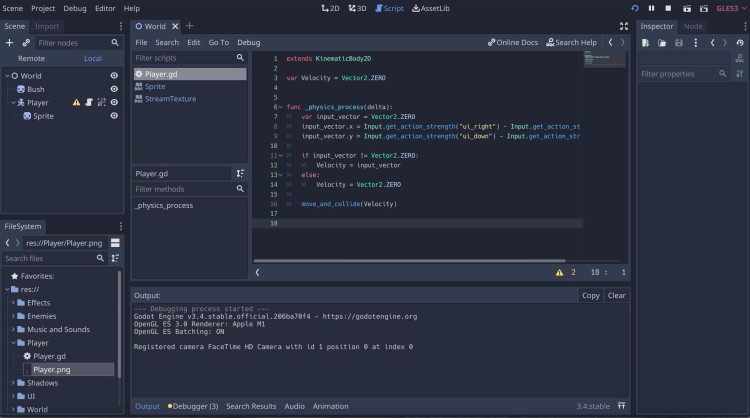 Scene Project Debug Editor Help
2D 3D Script AssetLib
GLES3
Scene Import
Filter nodes
Remote Local
World
Bush
Player
Sprite
FileSystem
res://Player/Player.png
Search files
Favorites:
res://
Effects
Enemies
Music and Sounds
Player
Player.gd
Player.png
Shadows
UI
World
World
File Search Edit Go To Debug
Online Docs Search Help
Filter scripts
Player.gd
Sprite
StreamTexture
Player.gd
Filter methods
_physics_process
1 extends KinematicBody2D
2
3 var Velocity = Vector2.ZERO
4
5
6 func _physics_process(delta):
7 var input_vector = Vector2.ZERO
8 input_vector.x = Input.get_action_strength("ui_right") - Input.get_action_st
9 input_vector.y = Input.get_action_strength("ui_down") - Input.get_action_str
10
11 if input_vector != Vector2.ZERO:
12 Velocity = input_vector
13 else:
14 Velocity = Vector2.ZERO
15
16 move_and_collide(Velocity)
17
18
2 18 : 1
Output:
Copy Clear
--- Debugging process started ---
Godot Engine v3.4.stable.official.206ba70f4 - https://godotengine.org
OpenGL ES 3.0 Renderer: Apple M1
OpenGL ES Batching: ON
Registered camera FaceTime HD Camera with id 1 position 0 at index 0
Output Debugger (3) Search Results Audio Animation
3.4.stable
Inspector Node
Filter properties